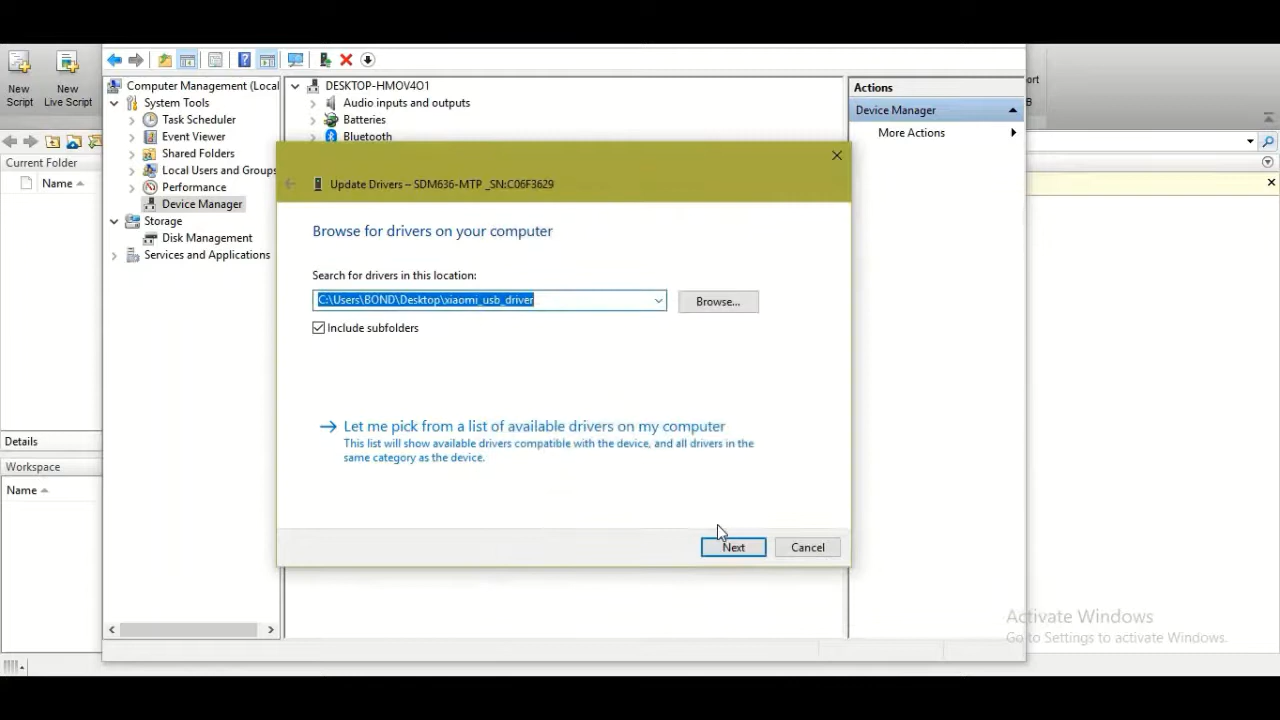 New
Script
New
Live Script
Current Folder
Name
Details
Workspace
Name
Computer Management (Local
System Tools
Task Scheduler
Event Viewer
Shared Folders
Local Users and Groups
Performance
Device Manager
Storage
Disk Management
Services and Applications
DESKTOP-HMOV4O1
Audio inputs and outputs
Batteries
Bluetooth
Actions
Device Manager
More Actions
ort
B
Update Drivers – SDM636-MTP _SN:C06F3629
Browse for drivers on your computer
Search for drivers in this location:
C:\Users\BOND\Desktop\xiaomi_usb_driver
Browse...
Include subfolders
Let me pick from a list of available drivers on my computer
This list will show available drivers compatible with the device, and all drivers in the
same category as the device.
Next
Cancel
Activate Windows
Go to Settings to activate Windows.